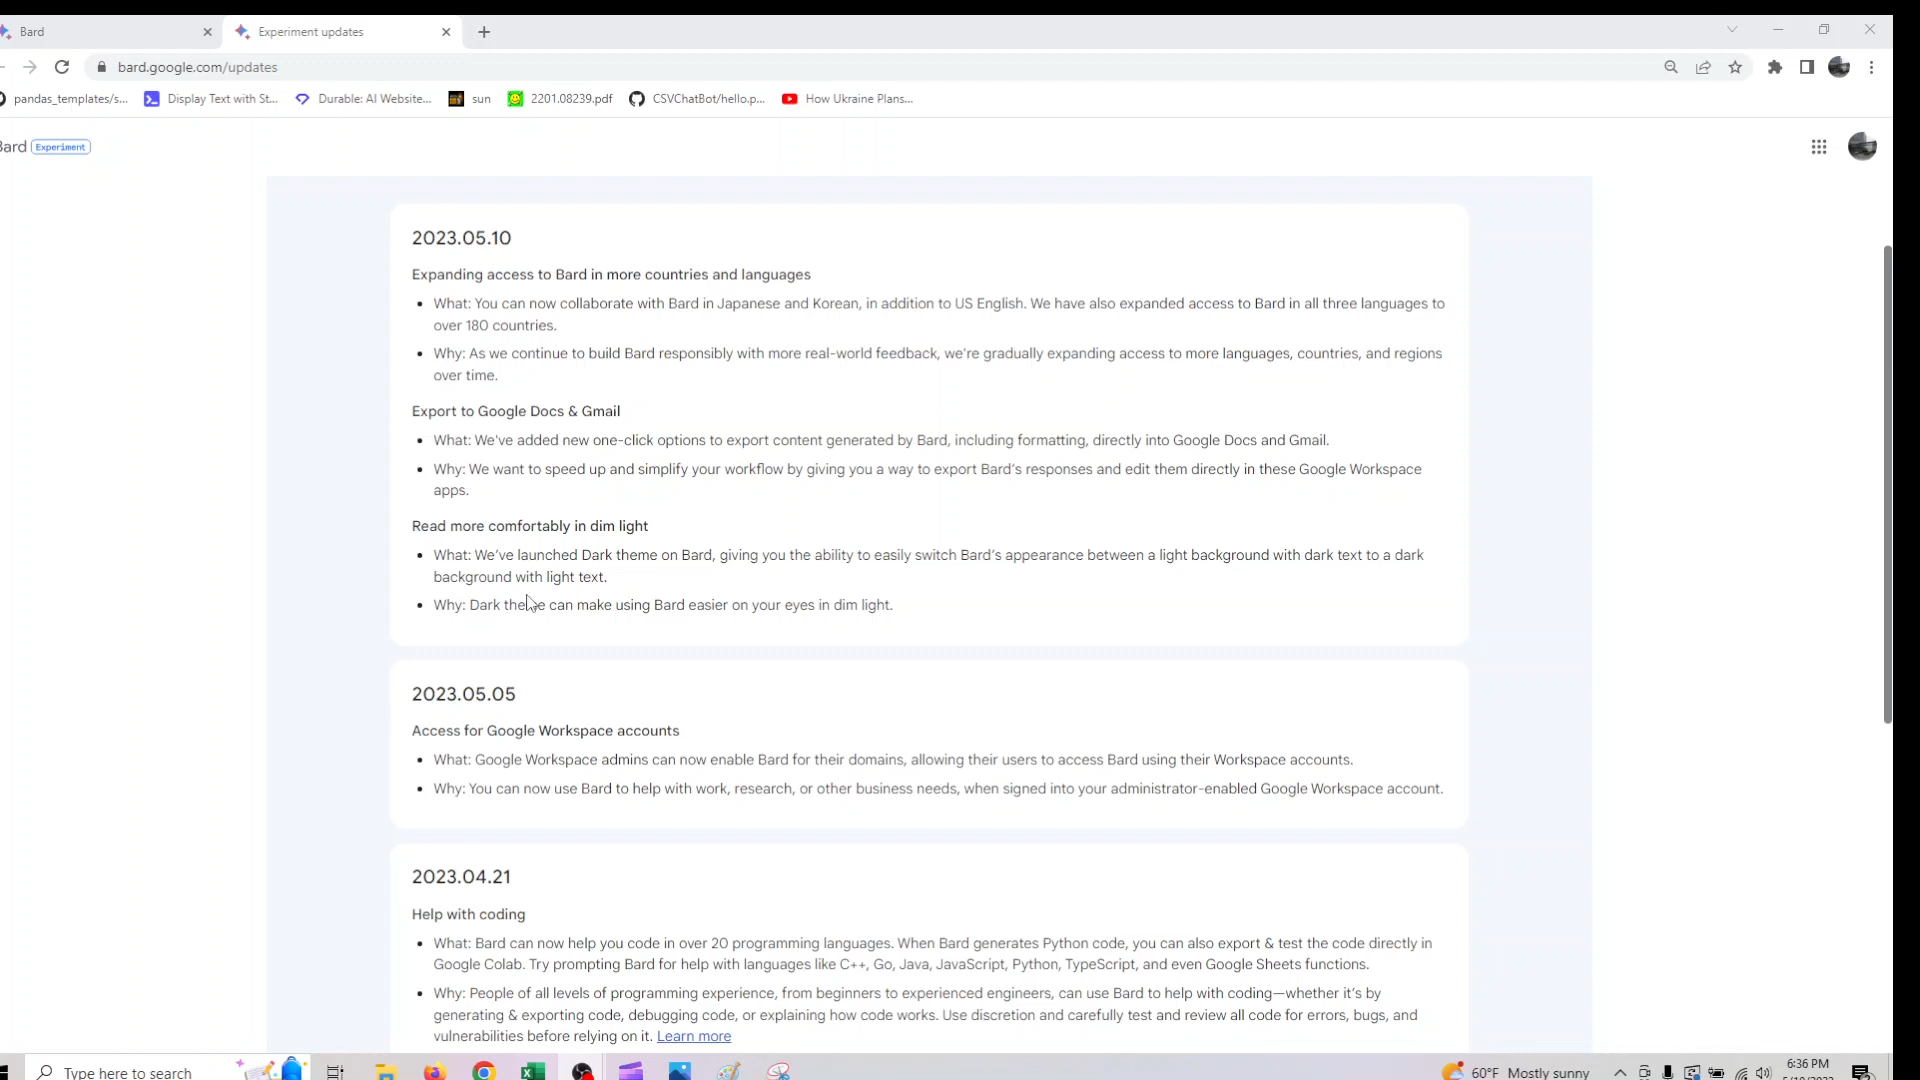 Bard
Experiment updates
bard.google.com/updates
pandas_templates/s...
Display Text with St...
Durable: AI Website...
sun
2201.08239.pdf
CSVChatBot/hello.p...
How Ukraine Plans...
Bard Experiment
2023.05.10
Expanding access to Bard in more countries and languages
What: You can now collaborate with Bard in Japanese and Korean, in addition to US English. We have also expanded access to Bard in all three languages to
over 180 countries.
Why: As we continue to build Bard responsibly with more real-world feedback, we're gradually expanding access to more languages, countries, and regions
over time.
Export to Google Docs & Gmail
What: We've added new one-click options to export content generated by Bard, including formatting, directly into Google Docs and Gmail.
Why: We want to speed up and simplify your workflow by giving you a way to export Bard's responses and edit them directly in these Google Workspace
apps.
Read more comfortably in dim light
What: We've launched Dark theme on Bard, giving you the ability to easily switch Bard's appearance between a light background with dark text to a dark
background with light text.
Why: Dark theme can make using Bard easier on your eyes in dim light.
2023.05.05
Access for Google Workspace accounts
What: Google Workspace admins can now enable Bard for their domains, allowing their users to access Bard using their Workspace accounts.
Why: You can now use Bard to help with work, research, or other business needs, when signed into your administrator-enabled Google Workspace account.
2023.04.21
Help with coding
What: Bard can now help you code in over 20 programming languages. When Bard generates Python code, you can also export & test the code directly in
Google Colab. Try prompting Bard for help with languages like C++, Go, Java, JavaScript, Python, TypeScript, and even Google Sheets functions.
Why: People of all levels of programming experience, from beginners to experienced engineers, can use Bard to help with coding—whether it's by
generating & exporting code, debugging code, or explaining how code works. Use discretion and carefully test and review all code for errors, bugs, and
vulnerabilities before relying on it. Learn more
Type here to search
60°F Mostly sunny
6:36 PM